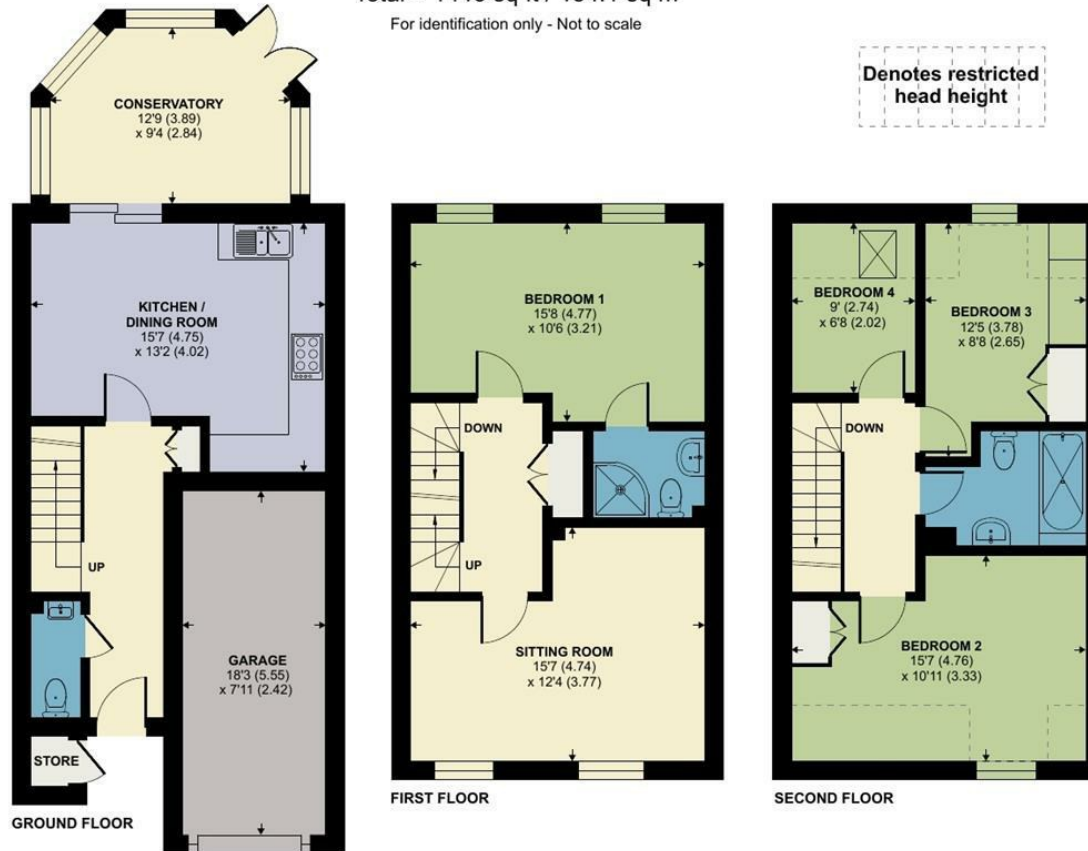 For identification only - Not to scale
Denotes restricted
head height
CONSERVATORY
12'9 (3.89)
x 9'4 (2.84)
KITCHEN /
DINING ROOM
15'7 (4.75)
x 13'2 (4.02)
UP
GARAGE
18'3 (5.55)
x 7'11 (2.42)
STORE
GROUND FLOOR
BEDROOM 1
15'8 (4.77)
x 10'6 (3.21)
DOWN
UP
SITTING ROOM
15'7 (4.74)
x 12'4 (3.77)
FIRST FLOOR
BEDROOM 4
9' (2.74)
x 6'8 (2.02)
BEDROOM 3
12'5 (3.78)
x 8'8 (2.65)
DOWN
BEDROOM 2
15'7 (4.76)
x 10'11 (3.33)
SECOND FLOOR